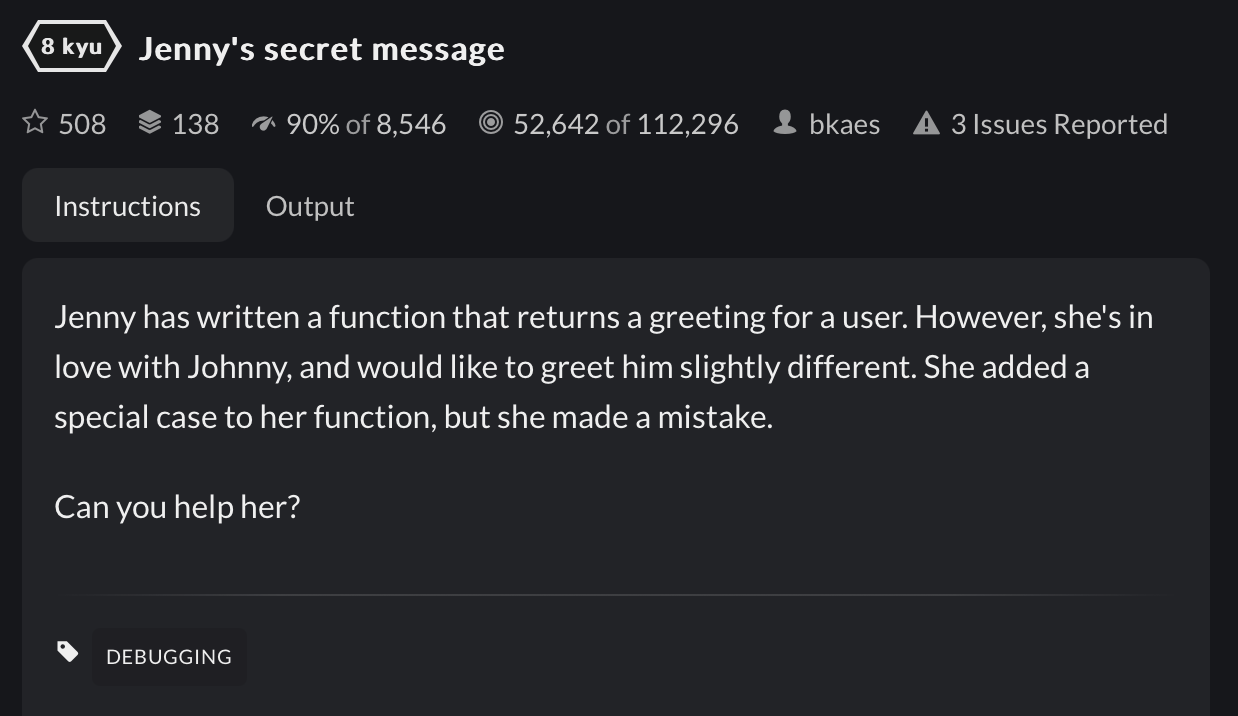 8 kyu Jenny's secret message
508 138 90% of 8,546 52,642 of 112,296 bkaes 3 Issues Reported
Instructions Output
Jenny has written a function that returns a greeting for a user. However, she's in
love with Johnny, and would like to greet him slightly different. She added a
special case to her function, but she made a mistake.
Can you help her?
DEBUGGING